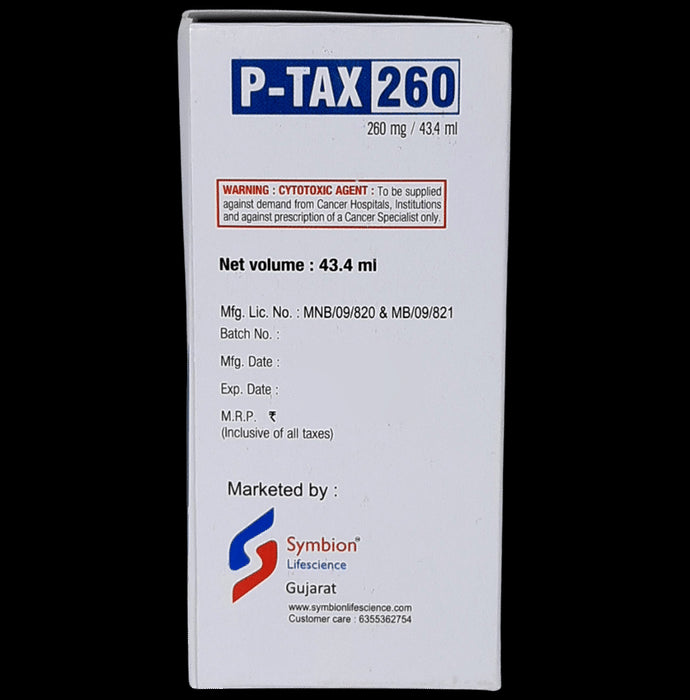 P-TAX 260
260 mg / 43.4 ml
WARNING : CYTOTOXIC AGENT : To be supplied
against demand from Cancer Hospitals, Institutions
and against prescription of a Cancer Specialist only.
Net volume : 43.4 ml
Mfg. Lic. No. : MNB/09/820 & MB/09/821
Batch No. :
Mfg. Date :
Exp. Date :
M.R.P. ₹
(Inclusive of all taxes)
Marketed by :
Symbion™
Lifescience
Gujarat
www.symbionlifescience.com
Customer care : 6355362754